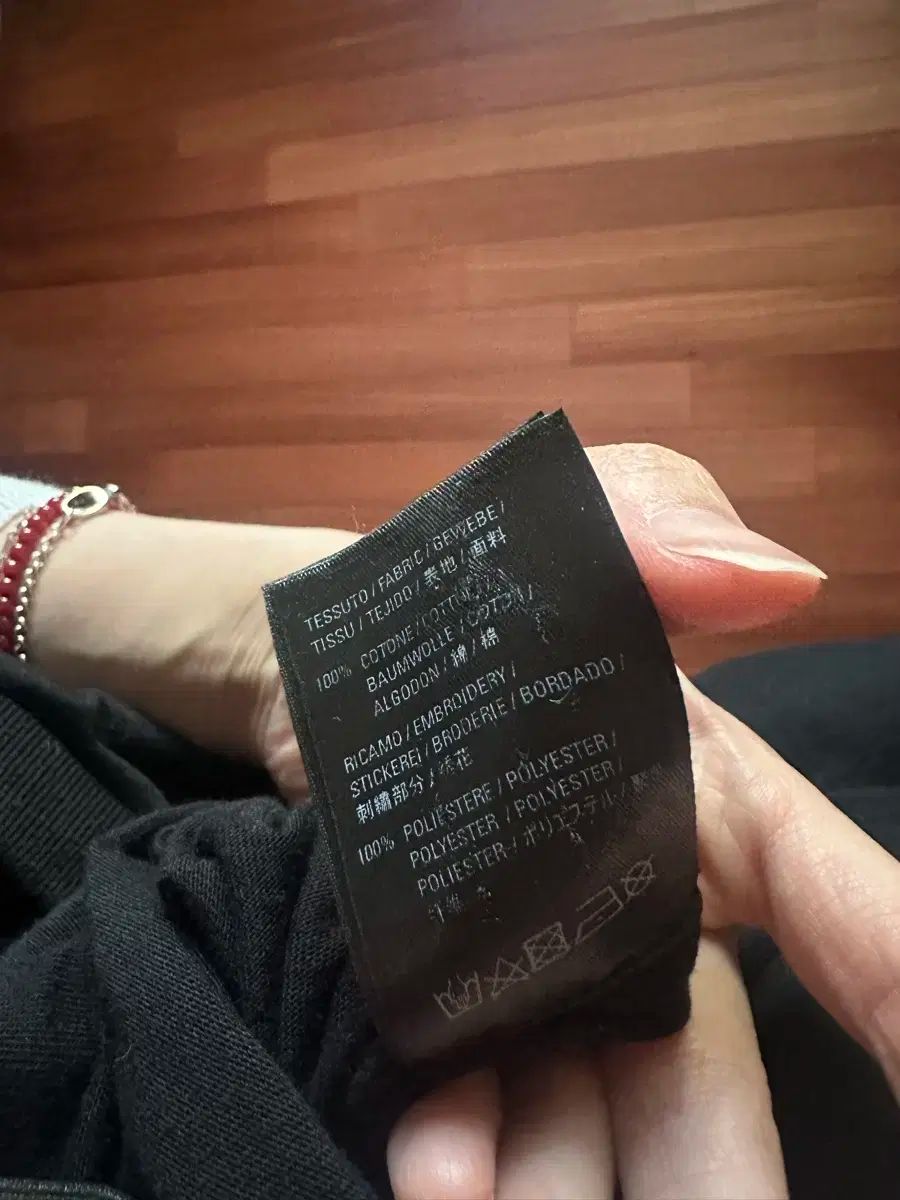 TESSUTO / FABRIC / GEWEBE /
TISSU / TEJIDO / 表地 / 面料
100% COTONE / COTTON /
BAUMWOLLE / COTON /
ALGODON / 綿 / 棉
RICAMO / EMBROIDERY /
STICKEREI / BRODERIE / BORDADO /
刺繍部分 / 绣花
100% POLIESTERE / POLYESTER /
POLYESTER / POLYESTER /
POLIESTER / ポリエステル /